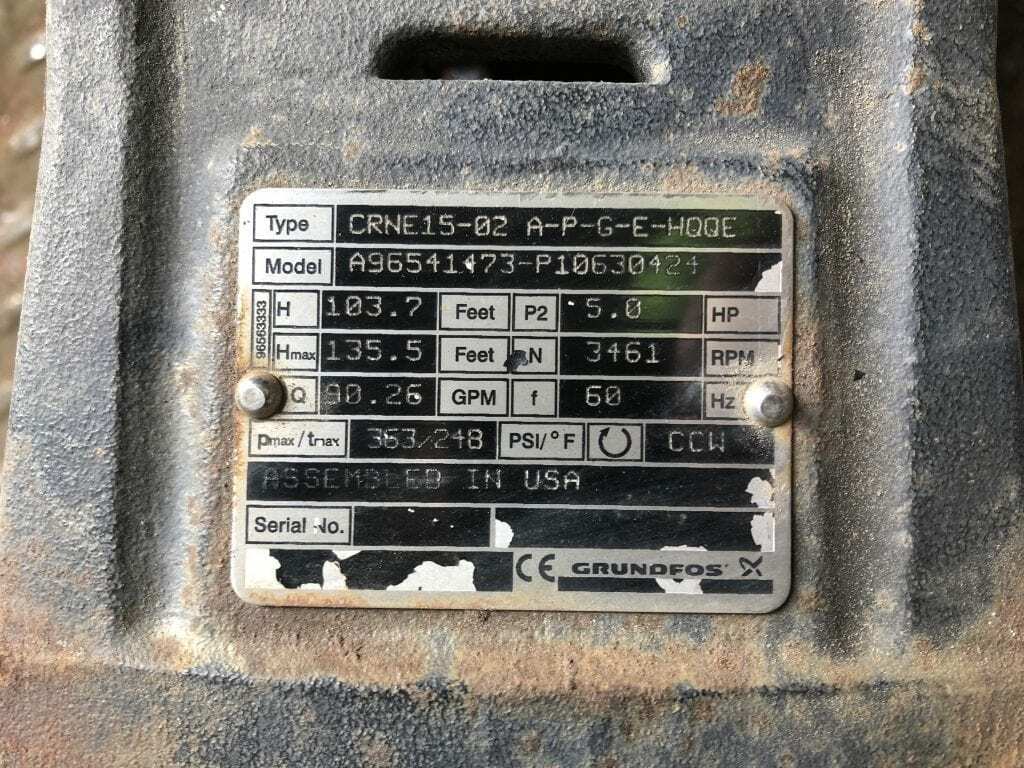 Type CRNE15-02 A-P-G-E-HQQE
Model A96541473-P10630424
96563333
H 103.7 Feet P2 5.0 HP
Hmax 135.5 Feet N 3461 RPM
Q 90.26 GPM f 60 Hz
pmax/tmax 363/248 PSI/°F CCW
ASSEMBLED IN USA
Serial No.
CE GRUNDFOS